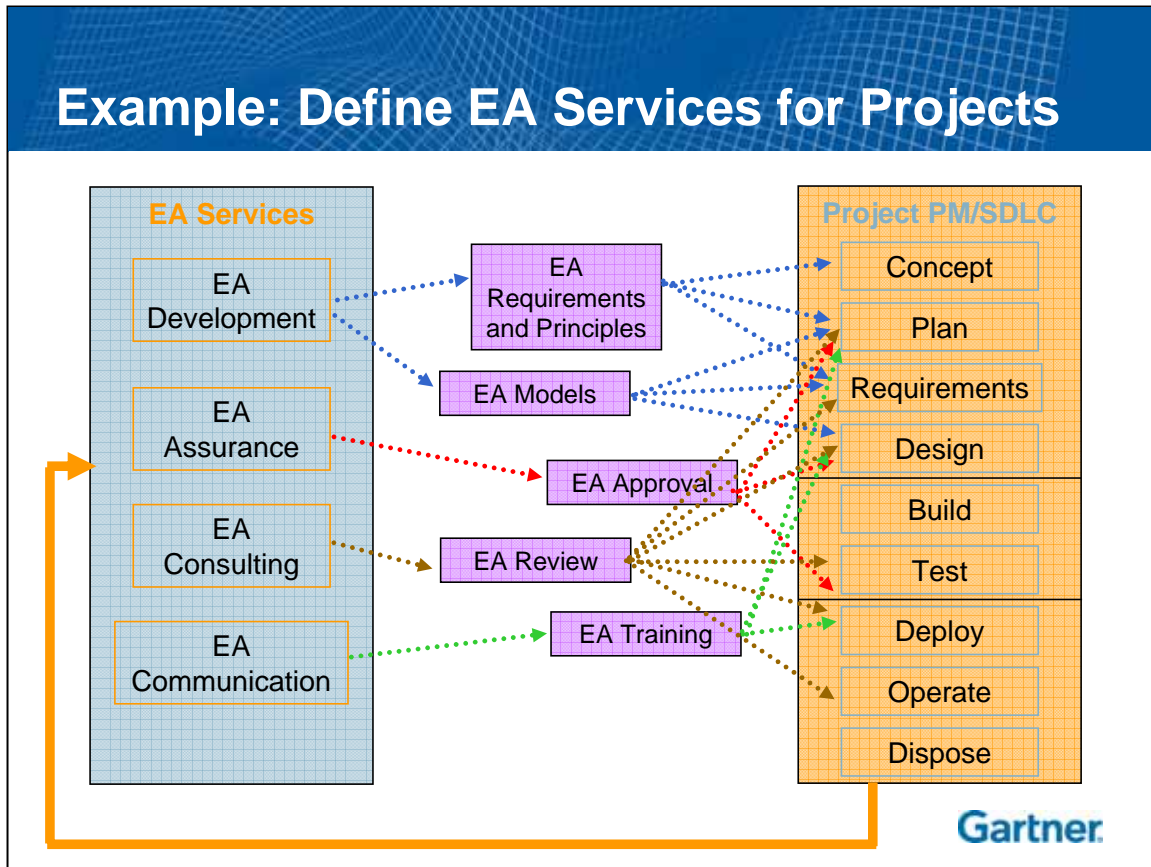 Example: Define EA Services for Projects
EA Services
EA
Development
EA
Assurance
EA
Consulting
EA
Communication
EA
Requirements
and Principles
EA Models
EA Approval
EA Review
EA Training
Project PM/SDLC
Concept
Plan
Requirements
Design
Build
Test
Deploy
Operate
Dispose
Gartner